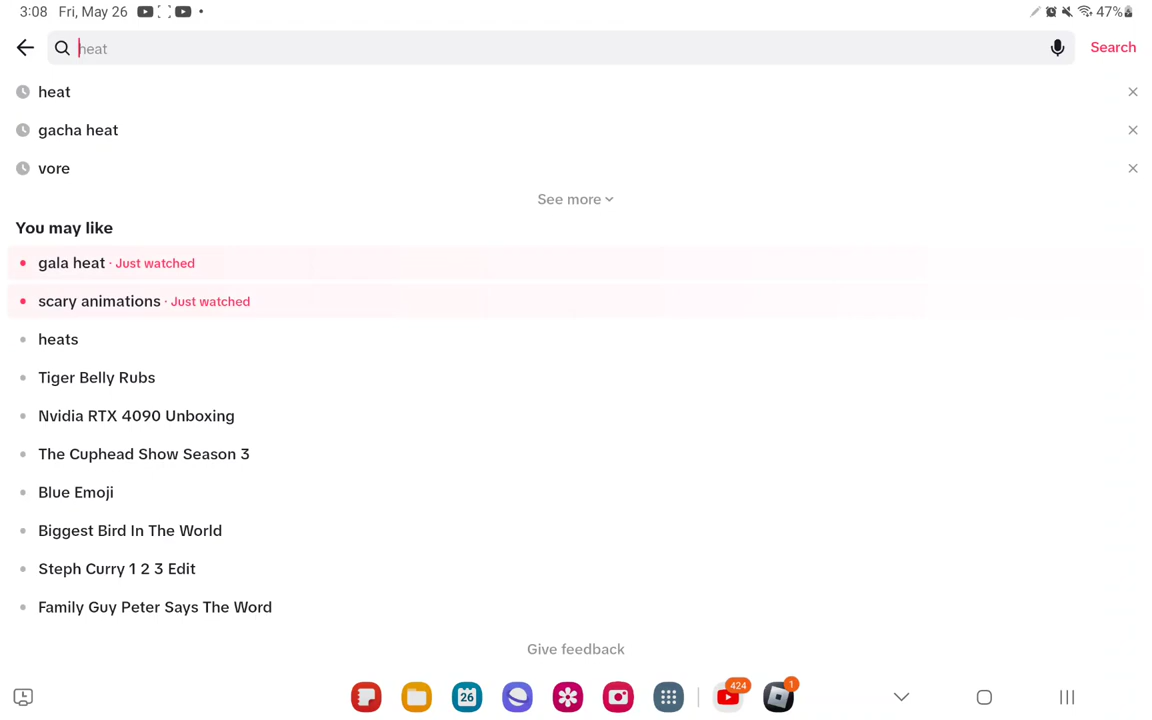 3:08 Fri, May 26 47%
heat Search
heat
gacha heat
vore
See more
You may like
gala heat · Just watched
scary animations · Just watched
heats
Tiger Belly Rubs
Nvidia RTX 4090 Unboxing
The Cuphead Show Season 3
Blue Emoji
Biggest Bird In The World
Steph Curry 1 2 3 Edit
Family Guy Peter Says The Word
Give feedback
26 424 1